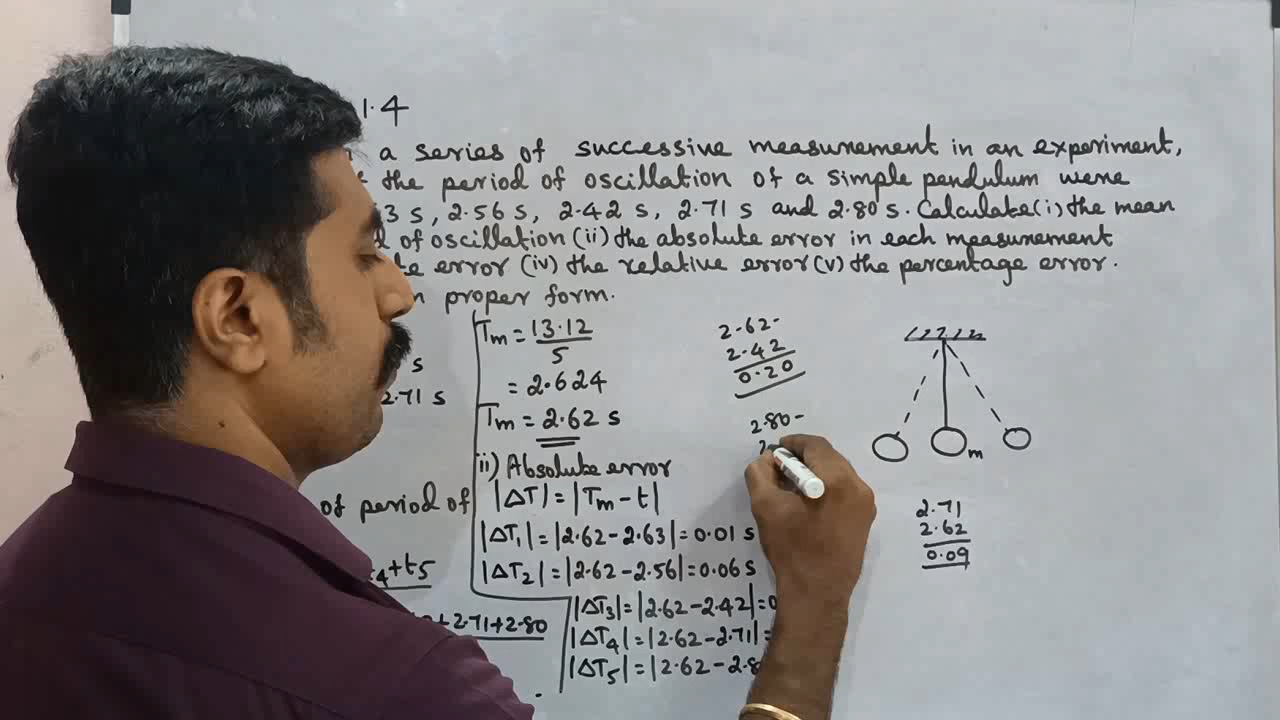 1.4
a series of successive measurement in an experiment,
the period of oscillation of a simple pendulum were
3 s, 2.56 s, 2.42 s, 2.71 s and 2.80 s. Calculate (i) the mean
of oscillation (ii) the absolute error in each measurement
error (iv) the relative error (v) the percentage error.
proper form.
s
2.71 s
of period of
+t5
+2.71+2.80
Tm = 13.12
5
= 2.624
Tm = 2.62 s
ii) Absolute error
|ΔT| = |Tm - t|
|ΔT1| = |2.62 - 2.63| = 0.01 s
|ΔT2| = |2.62 - 2.56| = 0.06 s
|ΔT3| = |2.62 - 2.42| = 0
|ΔT4| = |2.62 - 2.71| =
|ΔT5| = |2.62 - 2.8
2.62-
2.42
0.20
2.80-
2
m
2.71
2.62
0.09